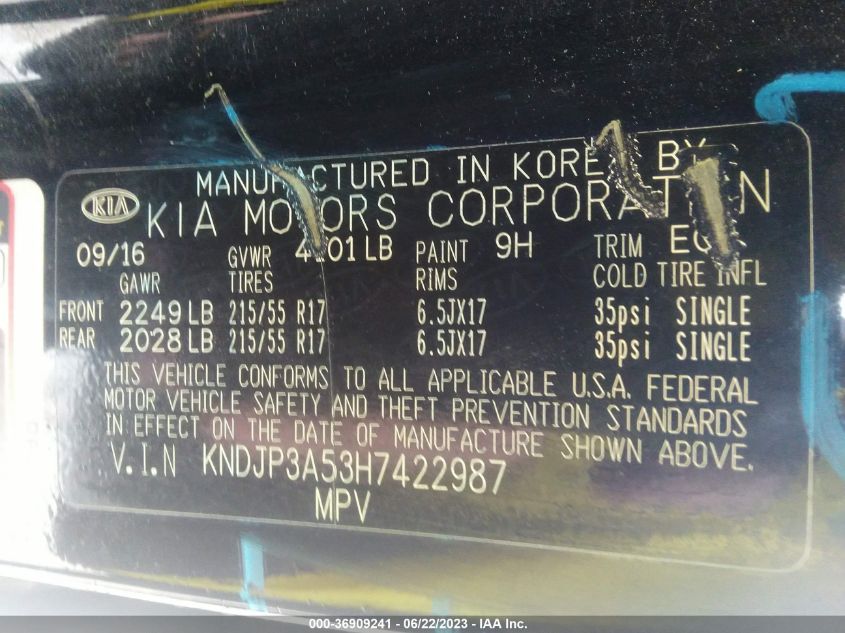 MANUFACTURED IN KOREA BY
KIA KIA MOTORS CORPORATION
09/16 GVWR LB PAINT 9H TRIM
GAWR TIRES RIMS COLD TIRE INFL
FRONT 2249 LB 215/55 R17 6.5JX17 35psi SINGLE
REAR 2028 LB 215/55 R17 6.5JX17 35psi SINGLE
THIS VEHICLE CONFORMS TO ALL APPLICABLE U.S.A. FEDERAL
MOTOR VEHICLE SAFETY AND THEFT PREVENTION STANDARDS
IN EFFECT ON THE DATE OF MANUFACTURE SHOWN ABOVE.
V.I.N KNDJP3A53H7422987
MPV
000-36909241 - 06/22/2023 - IAA Inc.